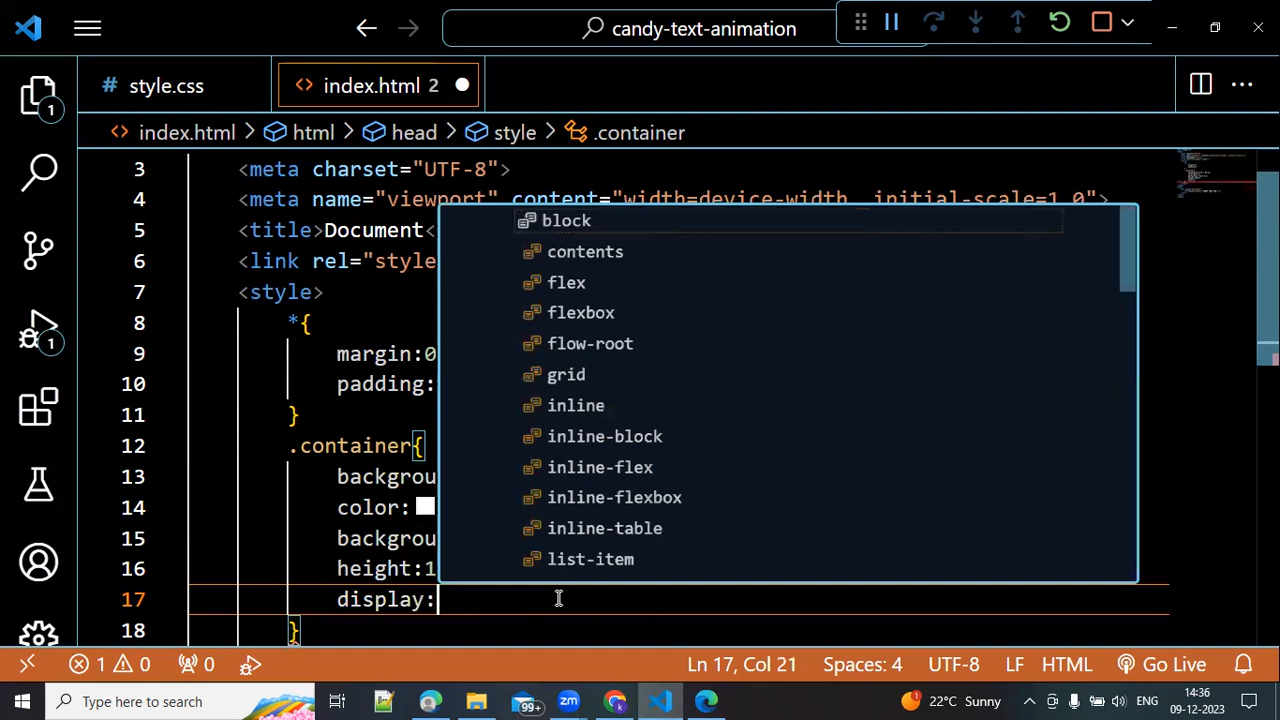 candy-text-animation
# style.css
<> index.html 2
<> index.html > html > head > style > .container
3 <meta charset="UTF-8">
4 <meta name="viewport" content="width=device-width, initial-scale=1.0">
5 <title>Document<
6 <link rel="style
7 <style>
8 *{
9 margin:0
10 padding:
11 }
12 .container{
13 backgrou
14 color:
15 backgrou
16 height:1
17 display:
18 }
block
contents
flex
flexbox
flow-root
grid
inline
inline-block
inline-flex
inline-flexbox
inline-table
list-item
1
1
1 0 0 Ln 17, Col 21 Spaces: 4 UTF-8 LF HTML Go Live
Type here to search 99+ zm 22°C Sunny ENG 14:36
09-12-2023